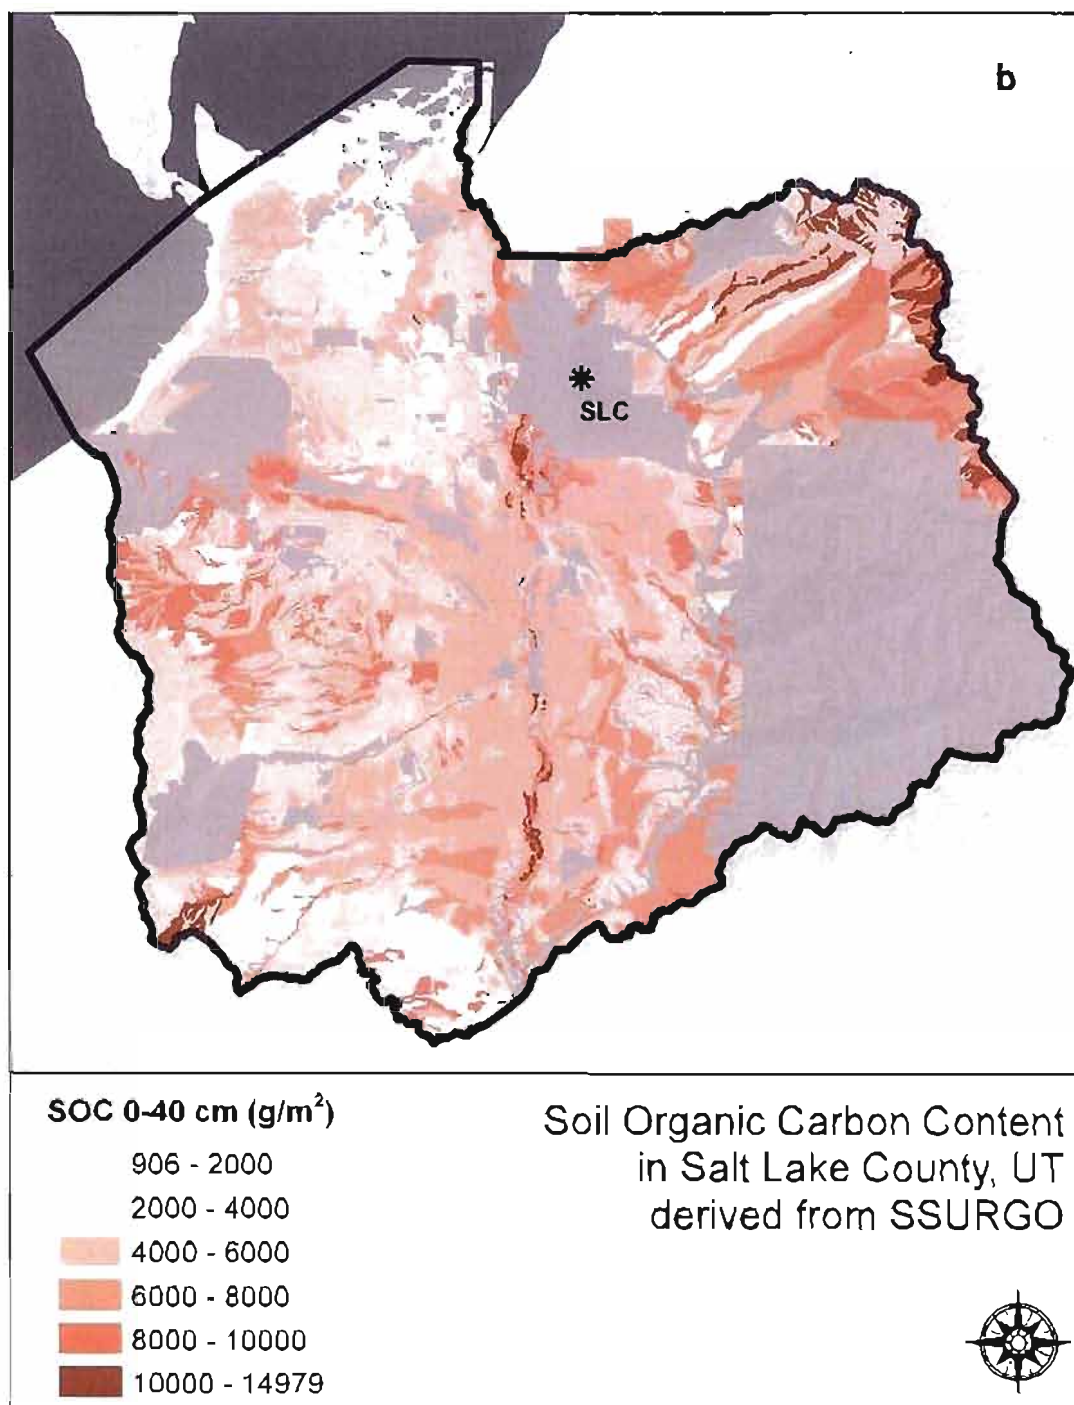 b
SLC
SOC 0-40 cm (g/m²)
906 - 2000
2000 - 4000
4000 - 6000
6000 - 8000
8000 - 10000
10000 - 14979
Soil Organic Carbon Content
in Salt Lake County, UT
derived from SSURGO